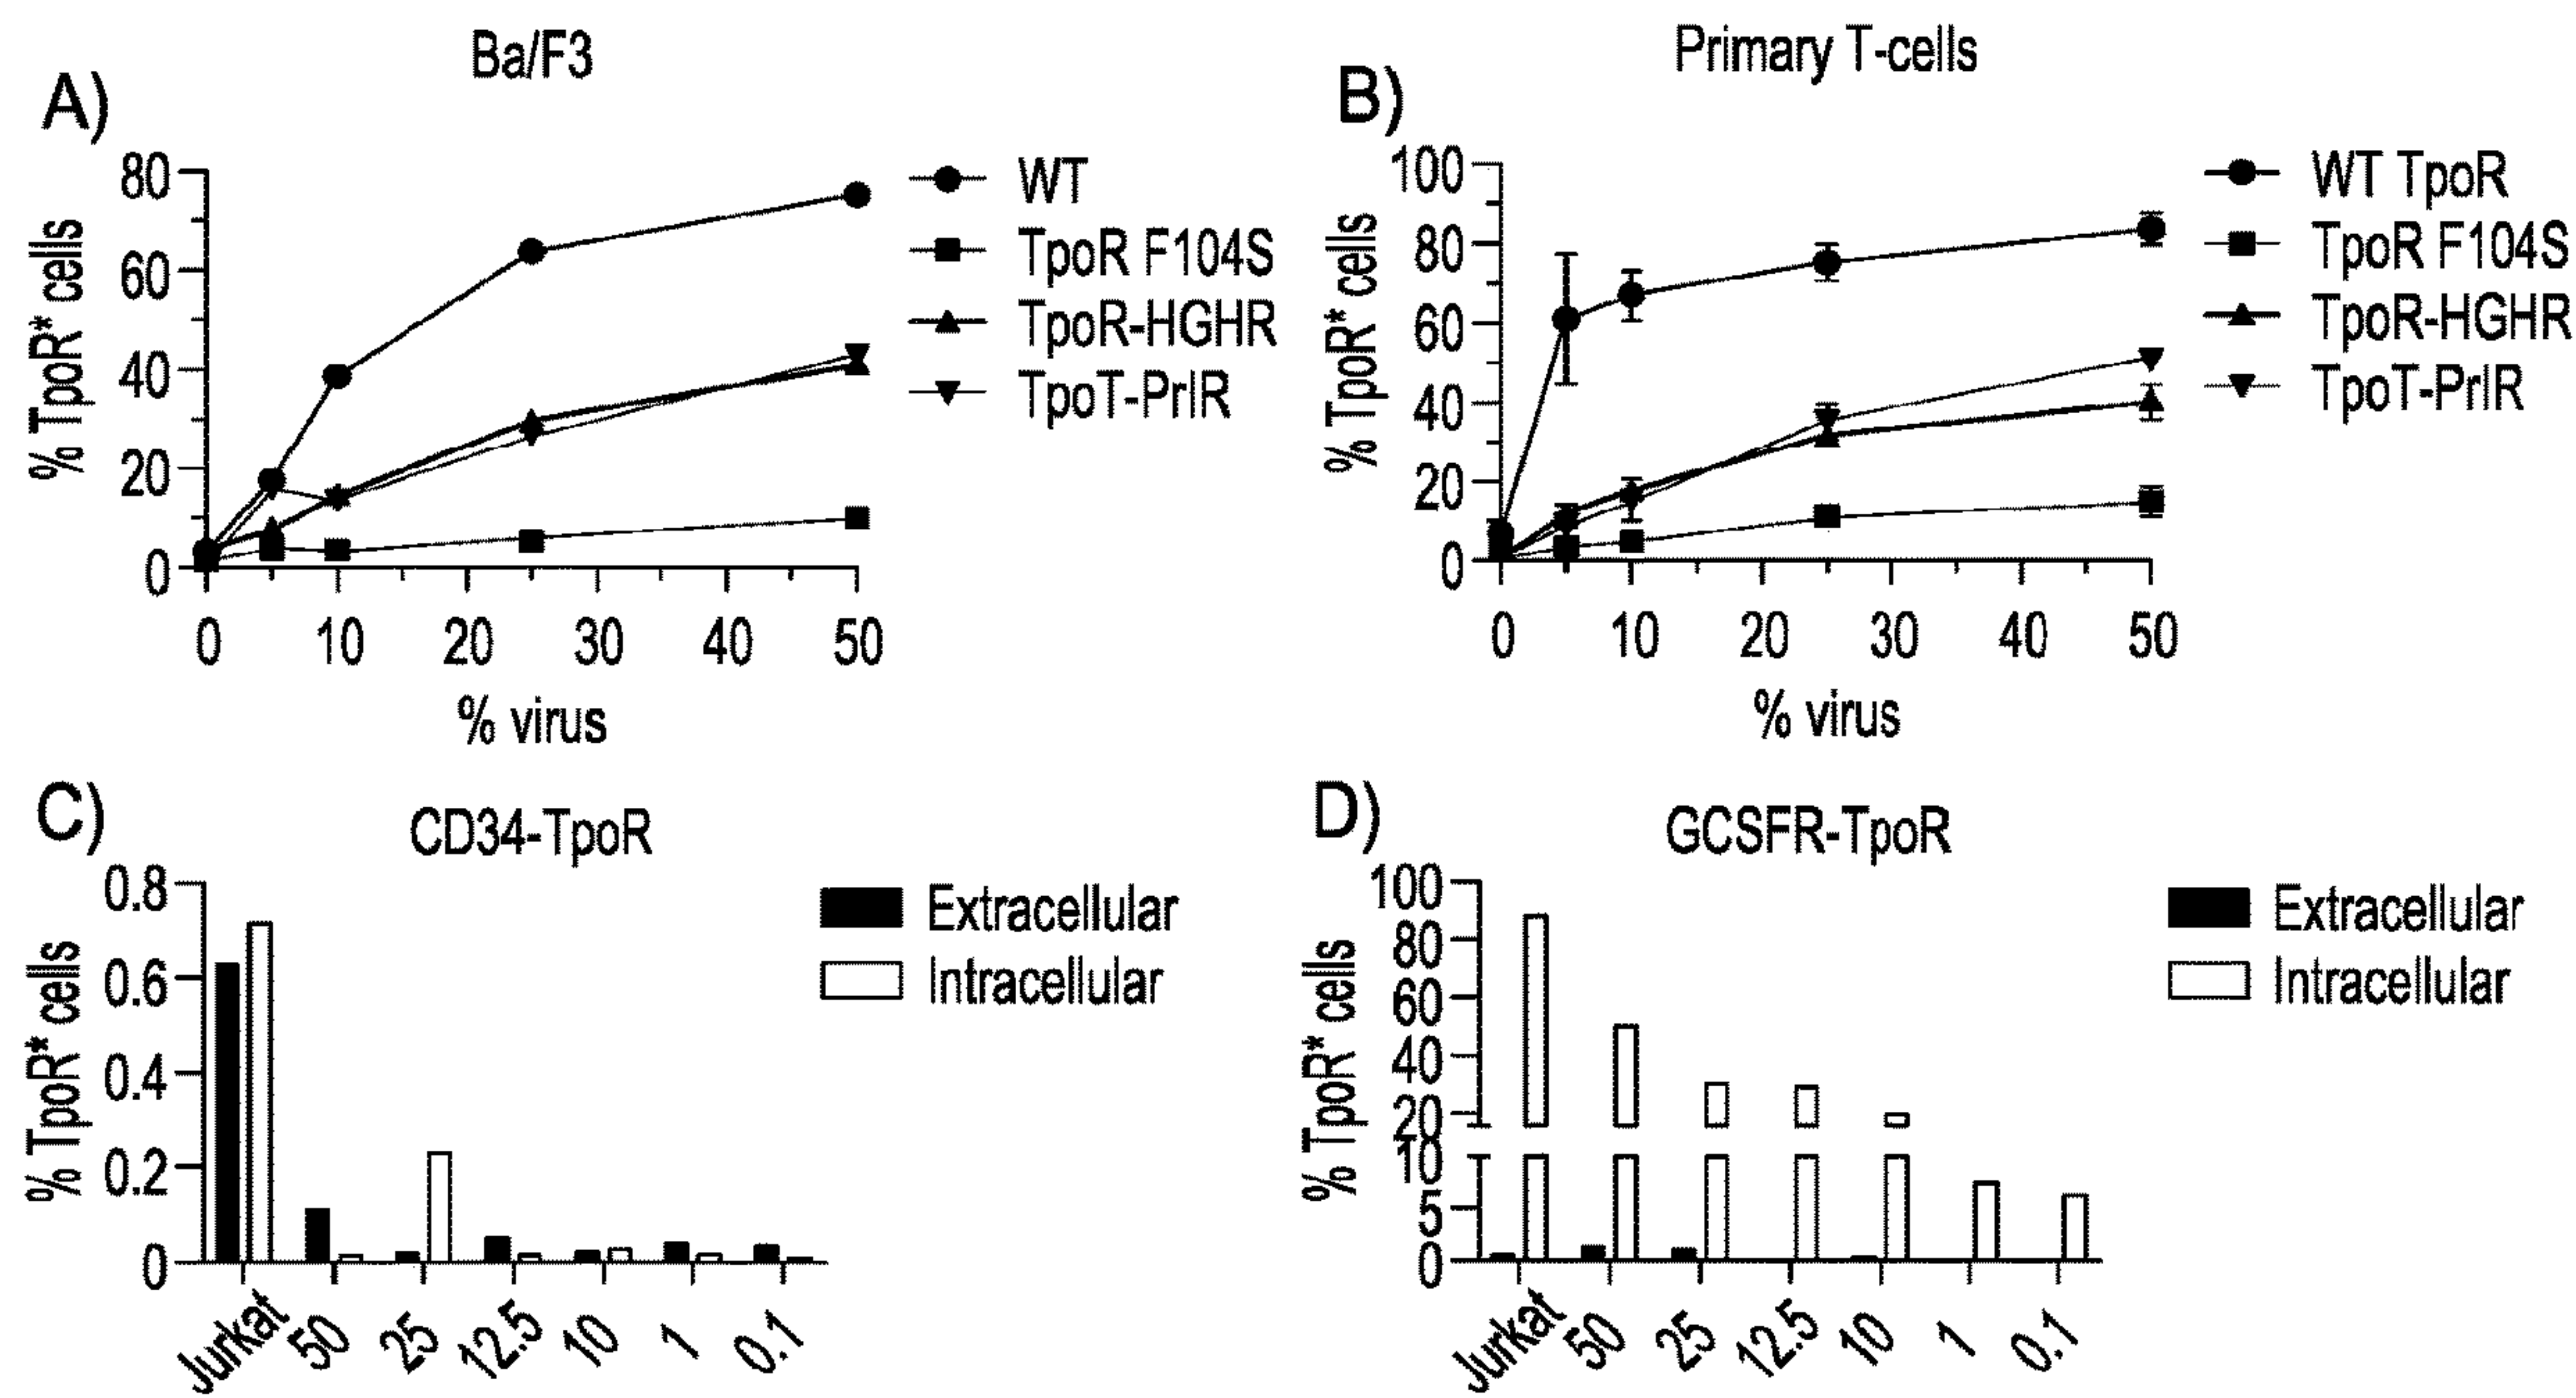 A)
Ba/F3
% TpoR* cells
80
60
40
20
0
0 10 20 30 40 50
% virus
WT
TpoR F104S
TpoR-HGHR
TpoT-PrlR
B)
Primary T-cells
% TpoR* cells
100
80
60
40
20
0
0 10 20 30 40 50
% virus
WT TpoR
TpoR F104S
TpoR-HGHR
TpoT-PrlR
C)
CD34-TpoR
% TpoR* cells
0.8
0.6
0.4
0.2
0
Jurkat 50 25 12.5 10 1 0.1
Extracellular
Intracellular
D)
GCSFR-TpoR
% TpoR* cells
100
80
60
40
20
10
5
0
Jurkat 50 25 12.5 10 1 0.1
Extracellular
Intracellular